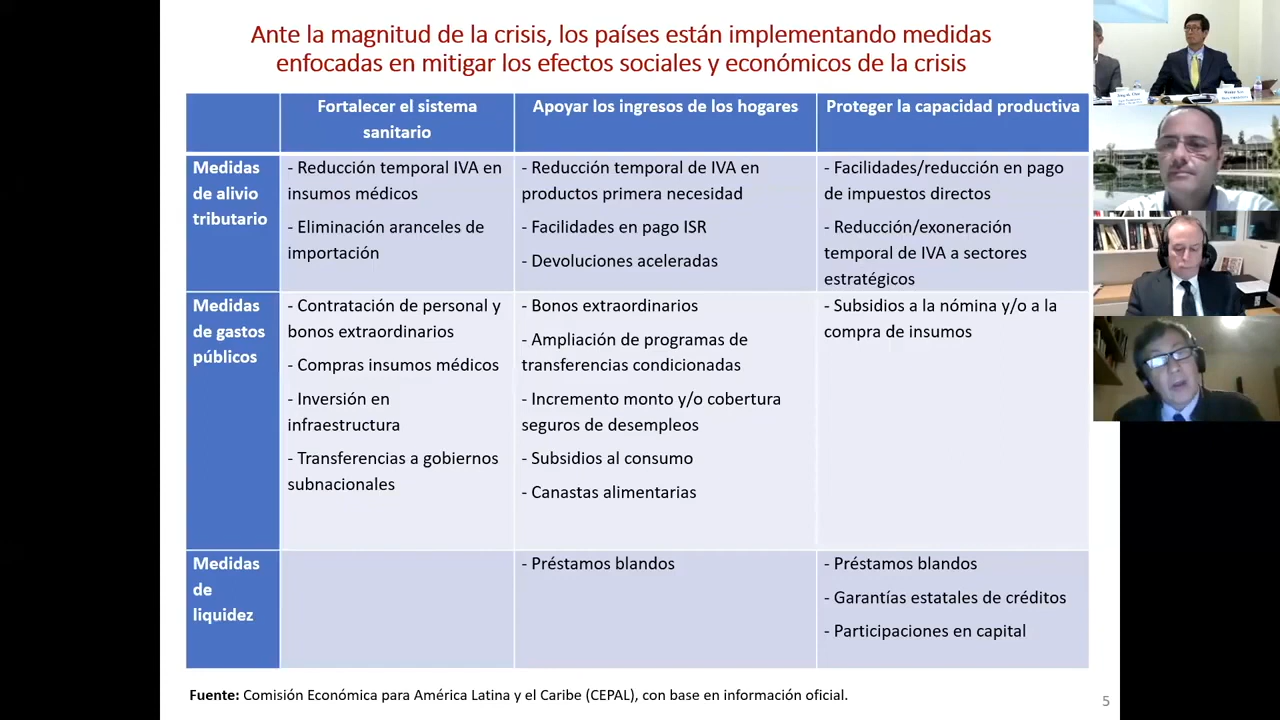 Ante la magnitud de la crisis, los países están implementando medidas
enfocadas en mitigar los efectos sociales y económicos de la crisis
Fortalecer el sistema
sanitario
Apoyar los ingresos de los hogares
Proteger la capacidad productiva
Medidas
de alivio
tributario
- Reducción temporal IVA en
insumos médicos
- Eliminación aranceles de
importación
- Reducción temporal de IVA en
productos primera necesidad
- Facilidades en pago ISR
- Devoluciones aceleradas
- Facilidades/reducción en pago
de impuestos directos
- Reducción/exoneración
temporal de IVA a sectores
estratégicos
Medidas
de gastos
públicos
- Contratación de personal y
bonos extraordinarios
- Compras insumos médicos
- Inversión en
infraestructura
- Transferencias a gobiernos
subnacionales
- Bonos extraordinarios
- Ampliación de programas de
transferencias condicionadas
- Incremento monto y/o cobertura
seguros de desempleos
- Subsidios al consumo
- Canastas alimentarias
- Subsidios a la nómina y/o a la
compra de insumos
Medidas
de
liquidez
- Préstamos blandos
- Préstamos blandos
- Garantías estatales de créditos
- Participaciones en capital
Fuente: Comisión Económica para América Latina y el Caribe (CEPAL), con base en información oficial.
5